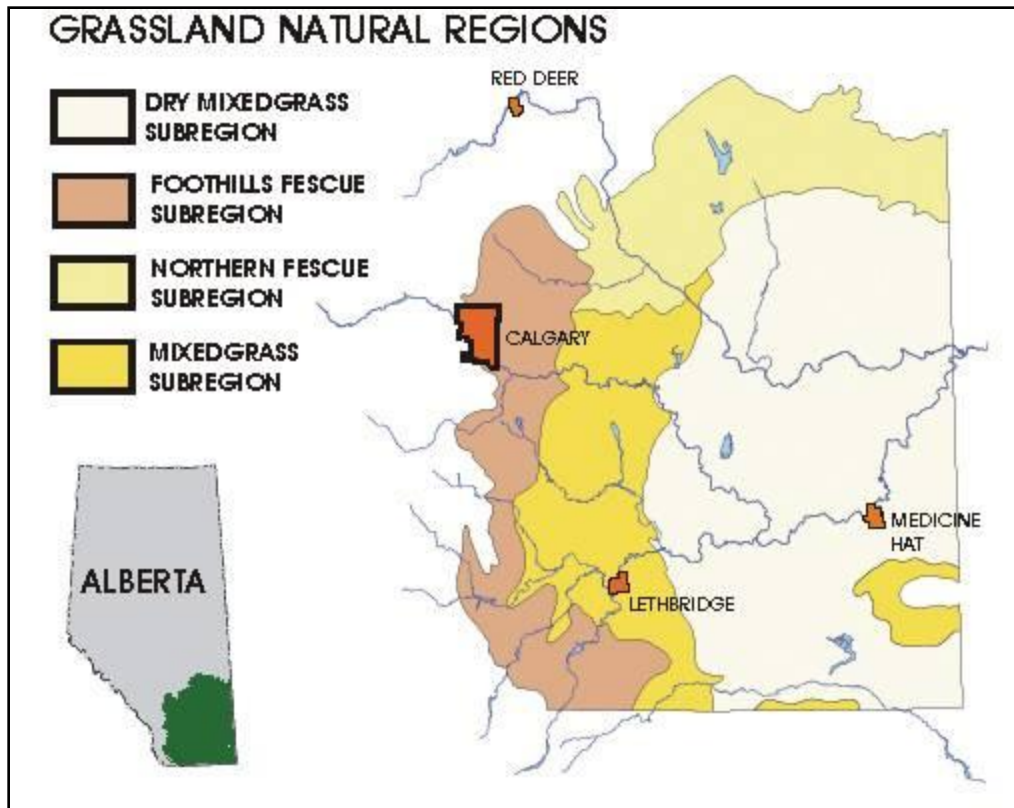 GRASSLAND NATURAL REGIONS
RED DEER
DRY MIXEDGRASS
SUBREGION
FOOTHILLS FESCUE
SUBREGION
NORTHERN FESCUE
SUBREGION
CALGARY
MIXEDGRASS
SUBREGION
MEDICINE
HAT
ALBERTA
LETHBRIDGE